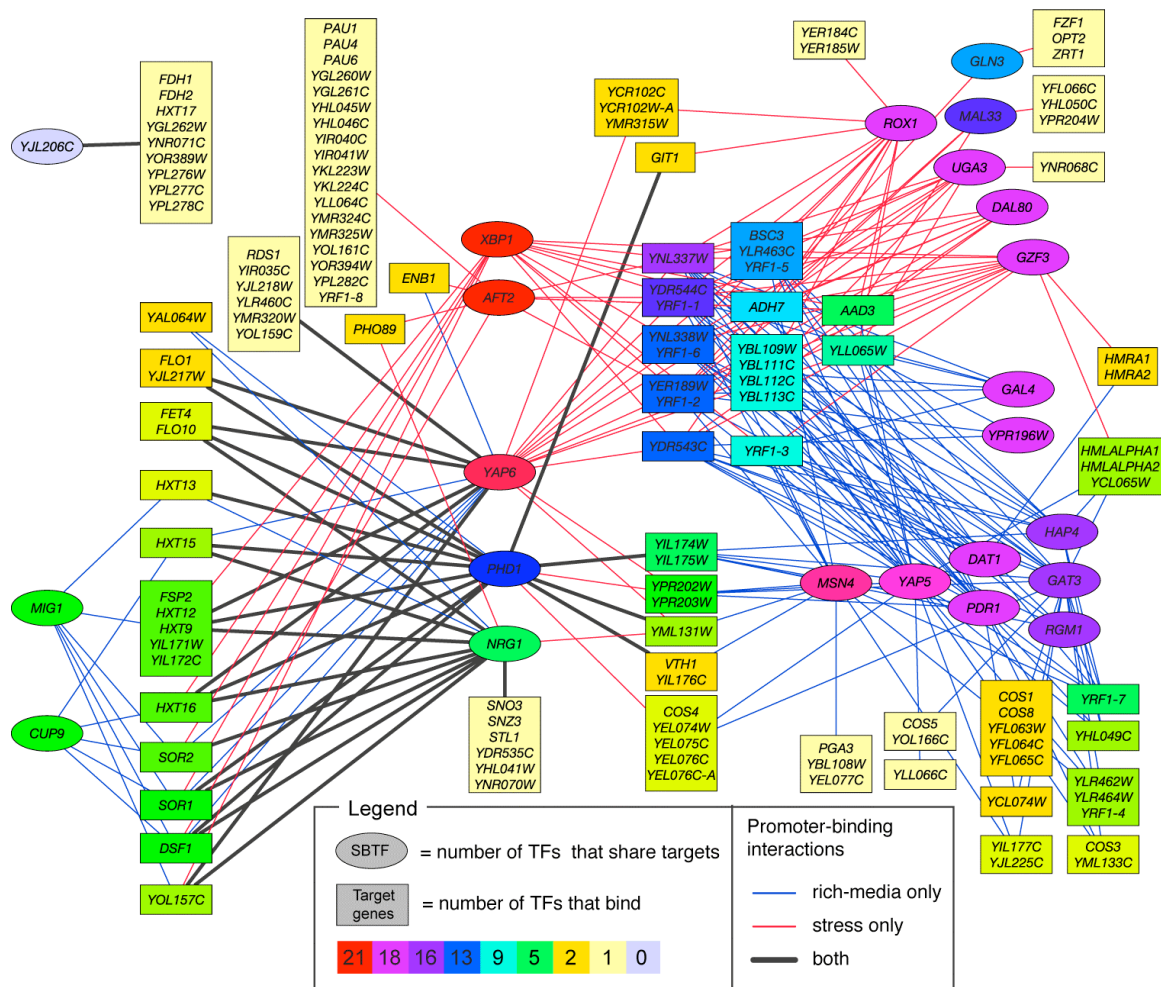 YJL206C
FDH1
FDH2
HXT17
YGL262W
YNR071C
YOR389W
YPL276W
YPL277C
YPL278C
PAU1
PAU4
PAU6
YGL260W
YGL261C
YHL045W
YHL046C
YIR040C
YIR041W
YKL223W
YKL224C
YLL064C
YMR324C
YMR325W
YOL161C
YOR394W
YPL282C
YRF1-8
RDS1
YIR035C
YJL218W
YLR460C
YMR320W
YOL159C
YCR102C
YCR102W-A
YMR315W
GIT1
YER184C
YER185W
ROX1
GLN3
FZF1
OPT2
ZRT1
MAL33
YFL066C
YHL050C
YPR204W
UGA3
YNR068C
DAL80
GZF3
XBP1
AFT2
ENB1
PHO89
YNL337W
YDR544C
YRF1-1
YNL338W
YRF1-6
YER189W
YRF1-2
YDR543C
BSC3
YLR463C
YRF1-5
ADH7
YBL109W
YBL111C
YBL112C
YBL113C
YRF1-3
AAD3
YLL065W
HMRA1
HMRA2
GAL4
YPR196W
HMLALPHA1
HMLALPHA2
YCL065W
YAL064W
FLO1
YJL217W
FET4
FLO10
HXT13
HXT15
FSP2
HXT12
HXT9
YIL171W
YIL172C
HXT16
SOR2
SOR1
DSF1
YOL157C
MIG1
CUP9
YAP6
PHD1
NRG1
SNO3
SNZ3
STL1
YDR535C
YHL041W
YNR070W
YIL174W
YIL175W
YPR202W
YPR203W
YML131W
VTH1
YIL176C
COS4
YEL074W
YEL075C
YEL076C
YEL076C-A
MSN4
YAP5
DAT1
PDR1
HAP4
GAT3
RGM1
PGA3
YBL108W
YEL077C
COS5
YOL166C
YLL066C
COS1
COS8
YFL063W
YFL064C
YFL065C
YCL074W
YIL177C
YJL225C
YRF1-7
YHL049C
YLR462W
YLR464W
YRF1-4
COS3
YML133C
Legend
SBTF = number of TFs that share targets
Target
genes
= number of TFs that bind
21 18 16 13 9 5 2 1 0
Promoter-binding
interactions
rich-media only
stress only
both